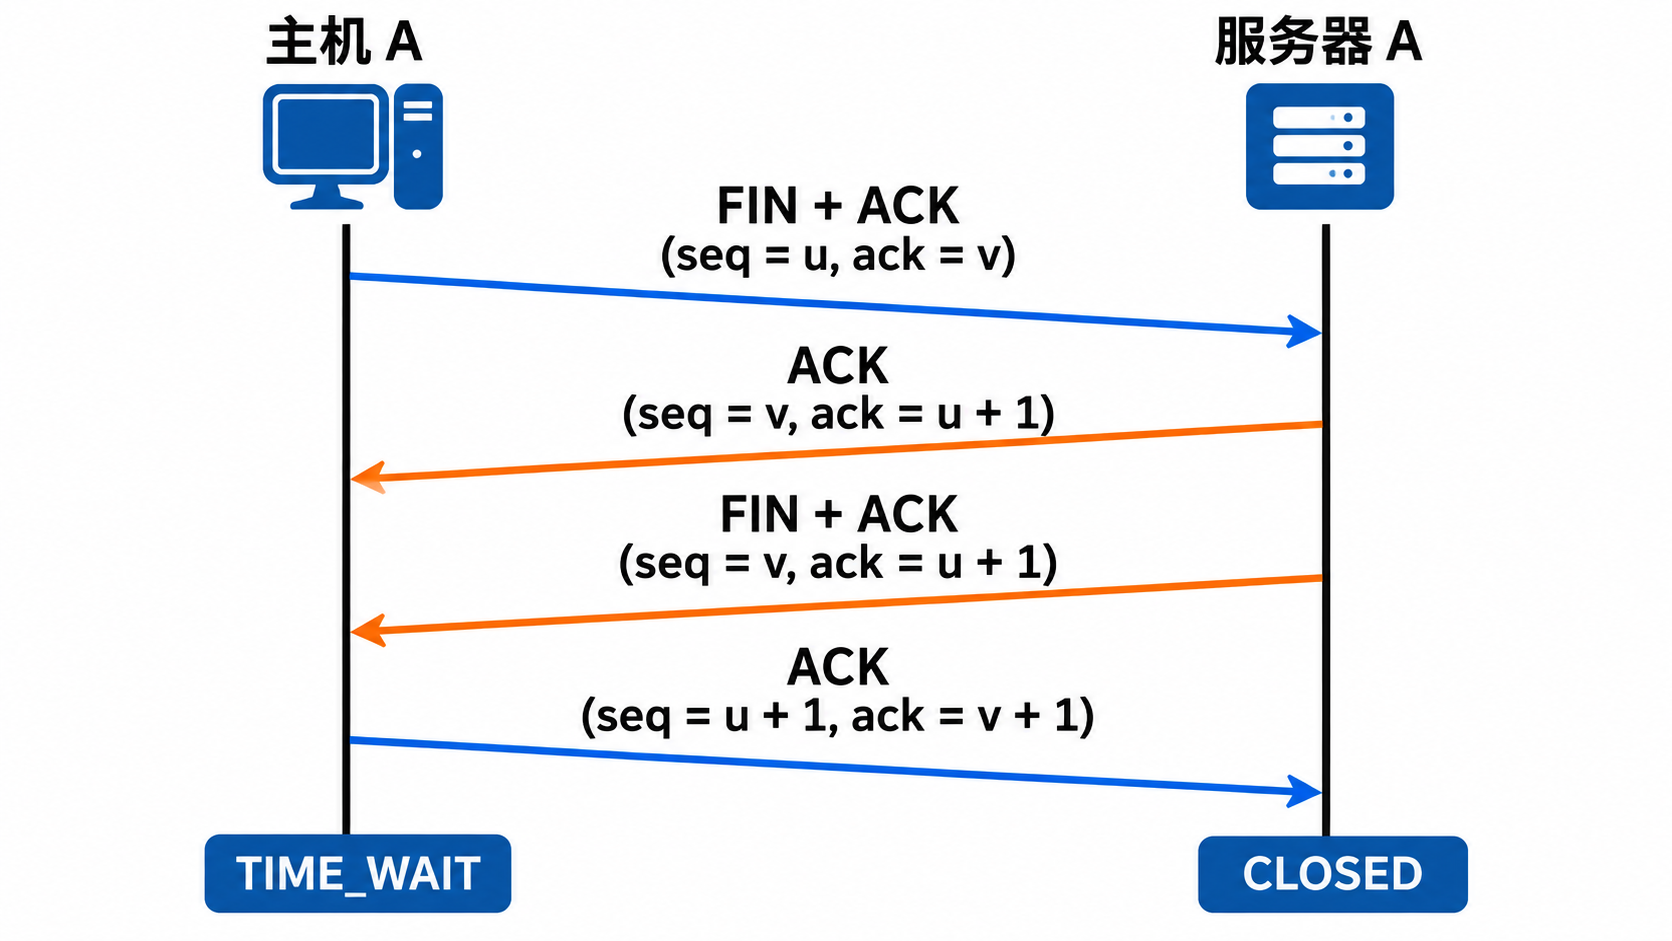 主机 A
服务器 A
FIN + ACK
(seq = u, ack = v)
ACK
(seq = v, ack = u + 1)
FIN + ACK
(seq = v, ack = u + 1)
ACK
(seq = u + 1, ack = v + 1)
TIME_WAIT
CLOSED